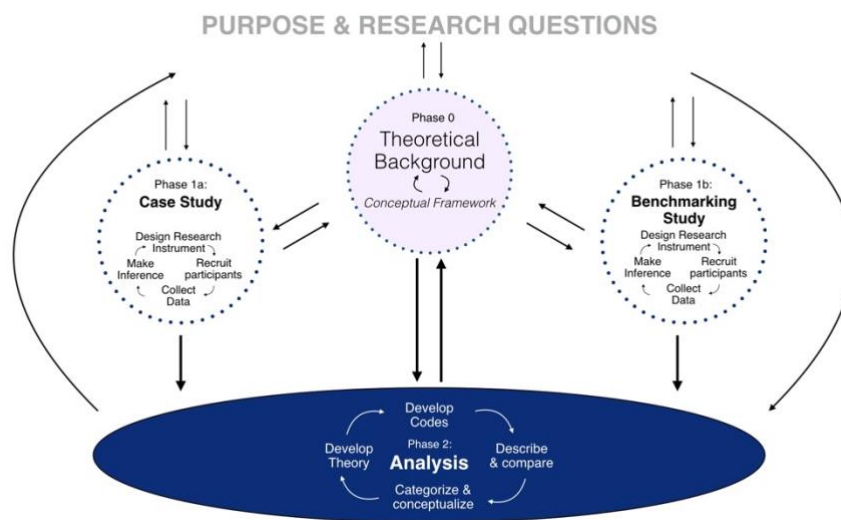 PURPOSE & RESEARCH QUESTIONS
Phase 0
Theoretical
Background
Conceptual Framework
Phase 1a:
Case Study
Design Research
Instrument
Make
Inference
Recruit
participants
Collect
Data
Phase 1b:
Benchmarking
Study
Design Research
Instrument
Make
Inference
Recruit
participants
Collect
Data
Develop
Codes
Develop
Theory
Phase 2:
Analysis
Describe
& compare
Categorize &
conceptualize